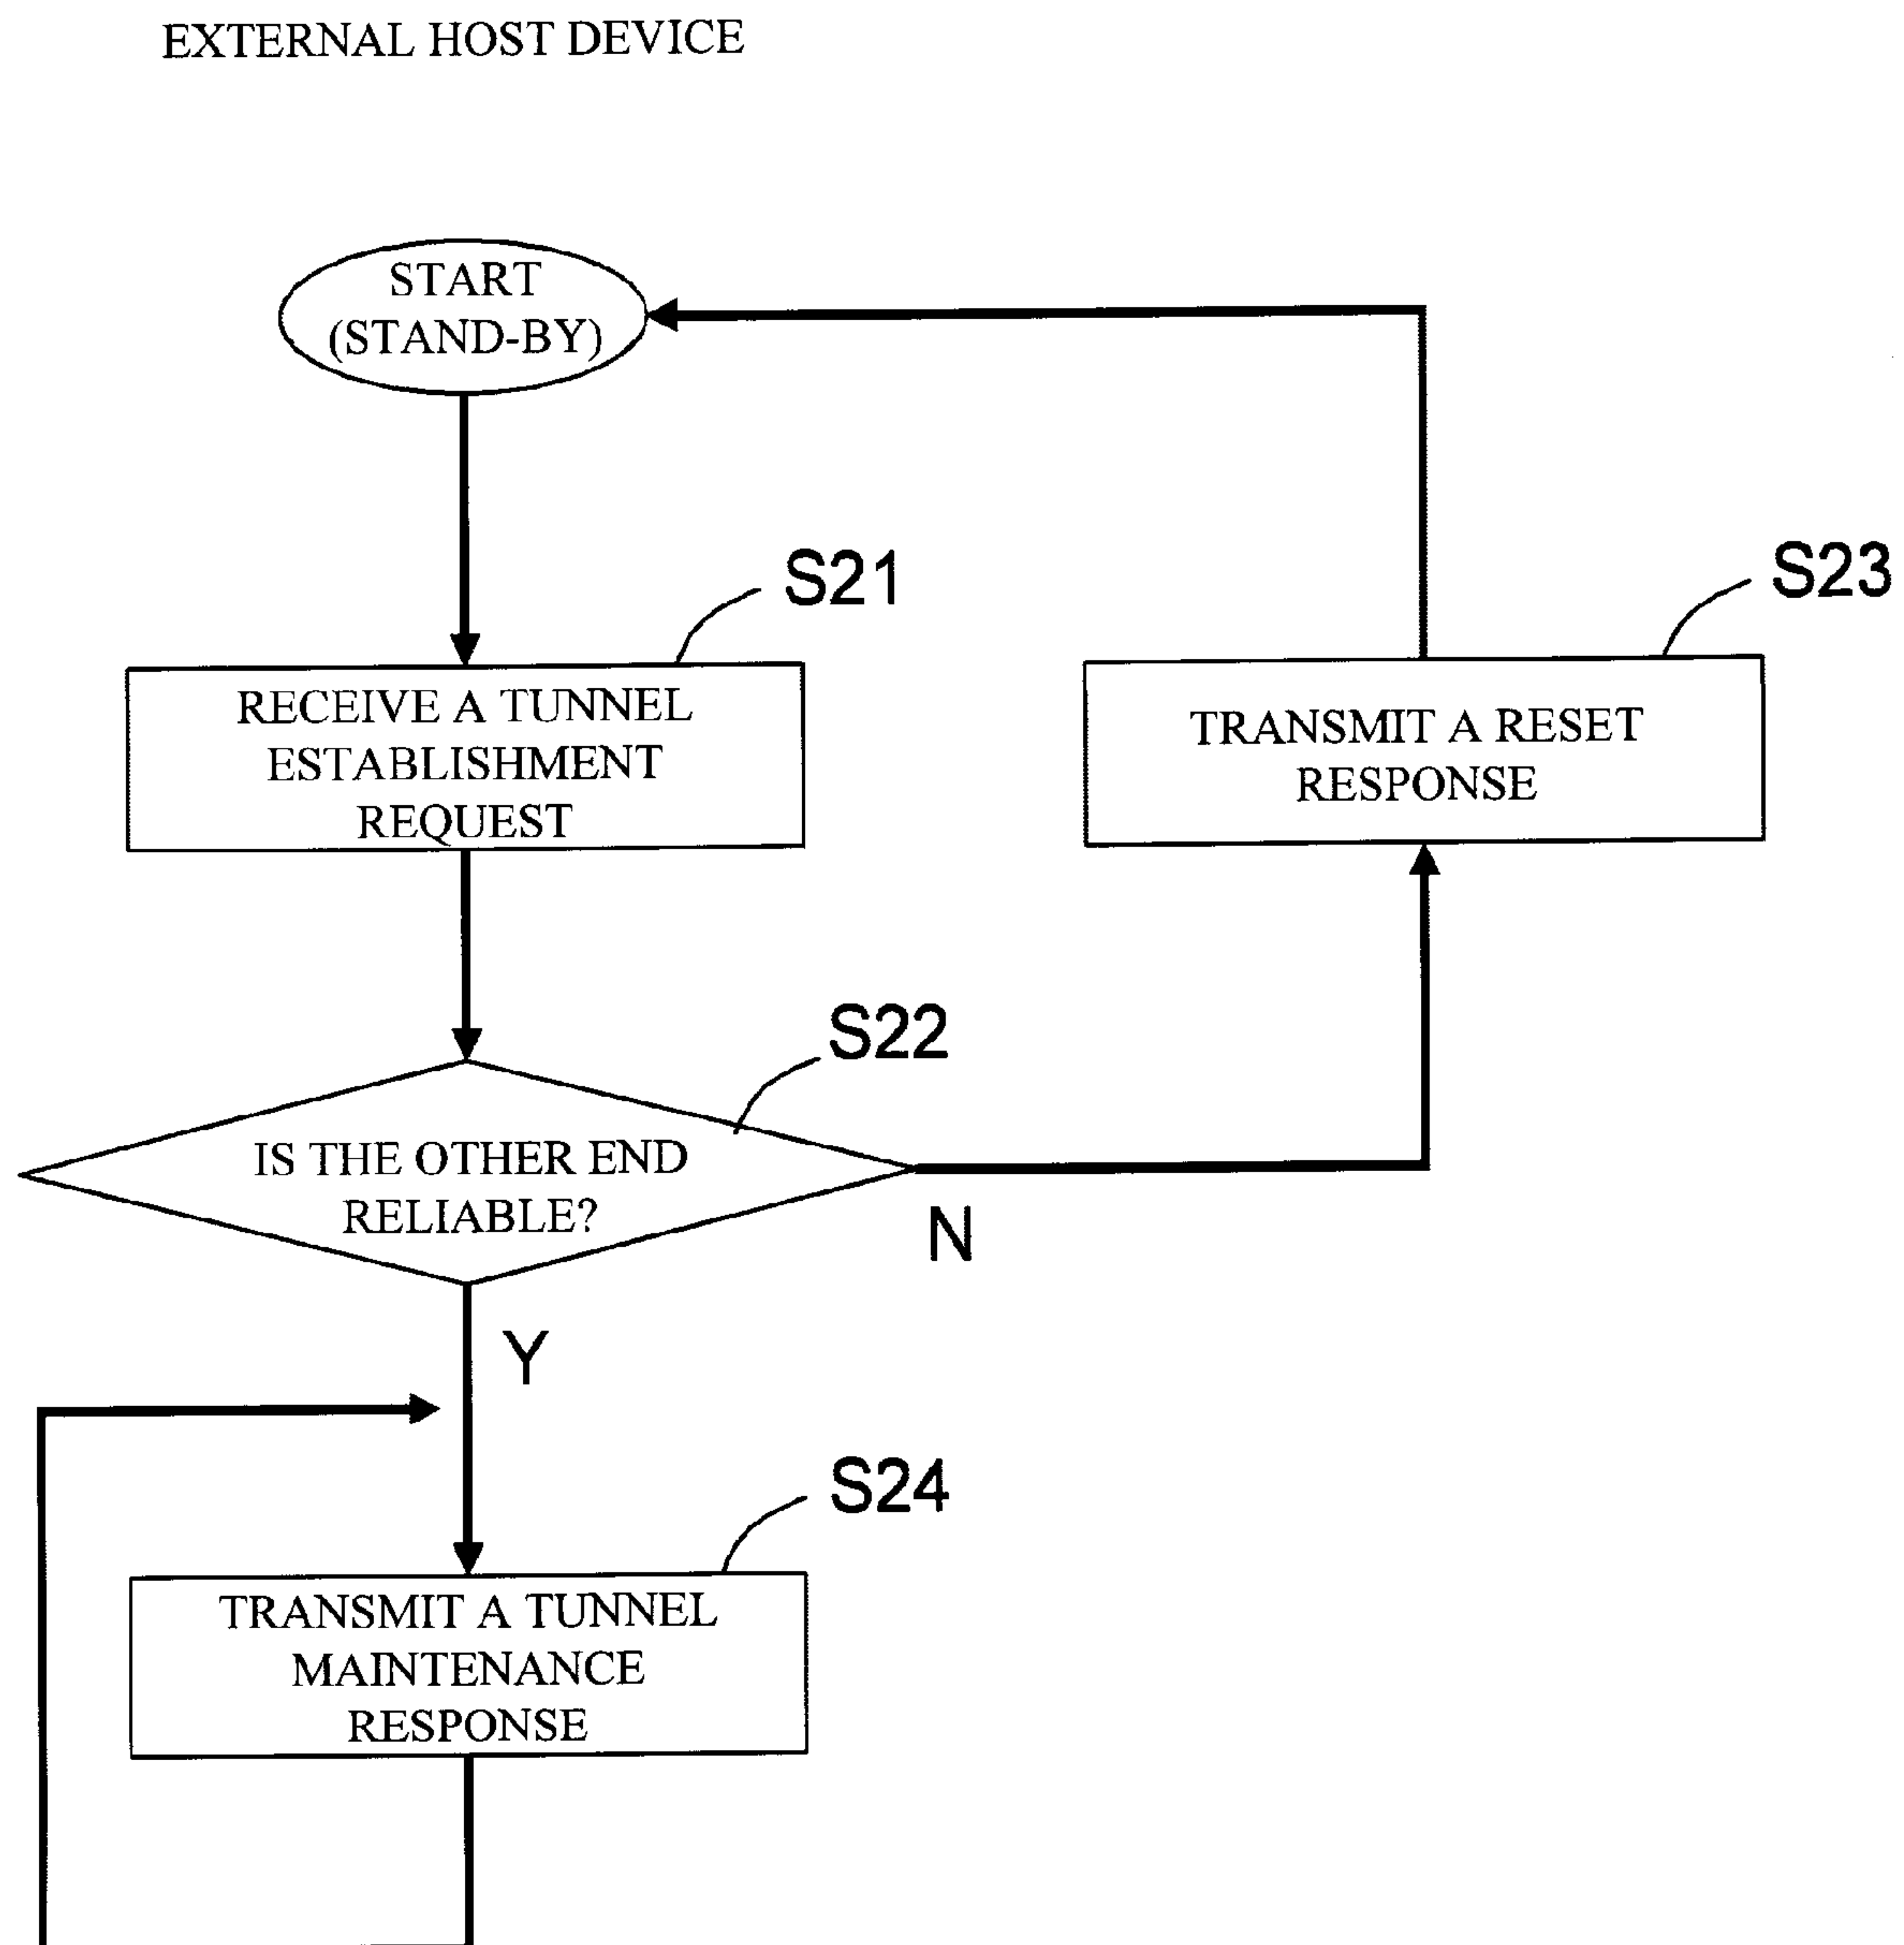 EXTERNAL HOST DEVICE
START
(STAND-BY)
S21
S23
RECEIVE A TUNNEL
ESTABLISHMENT
REQUEST
TRANSMIT A RESET
RESPONSE
S22
IS THE OTHER END
RELIABLE?
N
Y
S24
TRANSMIT A TUNNEL
MAINTENANCE
RESPONSE